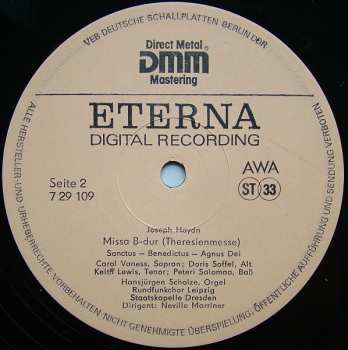 VEB DEUTSCHE SCHALLPLATTEN BERLIN DDR
Direct Metal
DMM
Mastering
ETERNA
DIGITAL RECORDING
Seite 2
7 29 109
AWA
ST 33
Joseph Haydn
Missa B-dur (Theresienmesse)
Sanctus – Benedictus – Agnus Dei
Carol Vaness, Sopran; Doris Soffel, Alt
Keith Lewis, Tenor; Peteri Salomaa, Baß
Hansjürgen Scholze, Orgel
Rundfunkchor Leipzig
Staatskapelle Dresden
Dirigent: Neville Marriner
ALLE HERSTELLER- UND URHEBERRECHTE VORBEHALTEN · NICHT GENEHMIGTE ÜBERSPIELUNG, ÖFFENTLICHE AUFFÜHRUNG UND SENDUNG VERBOTEN